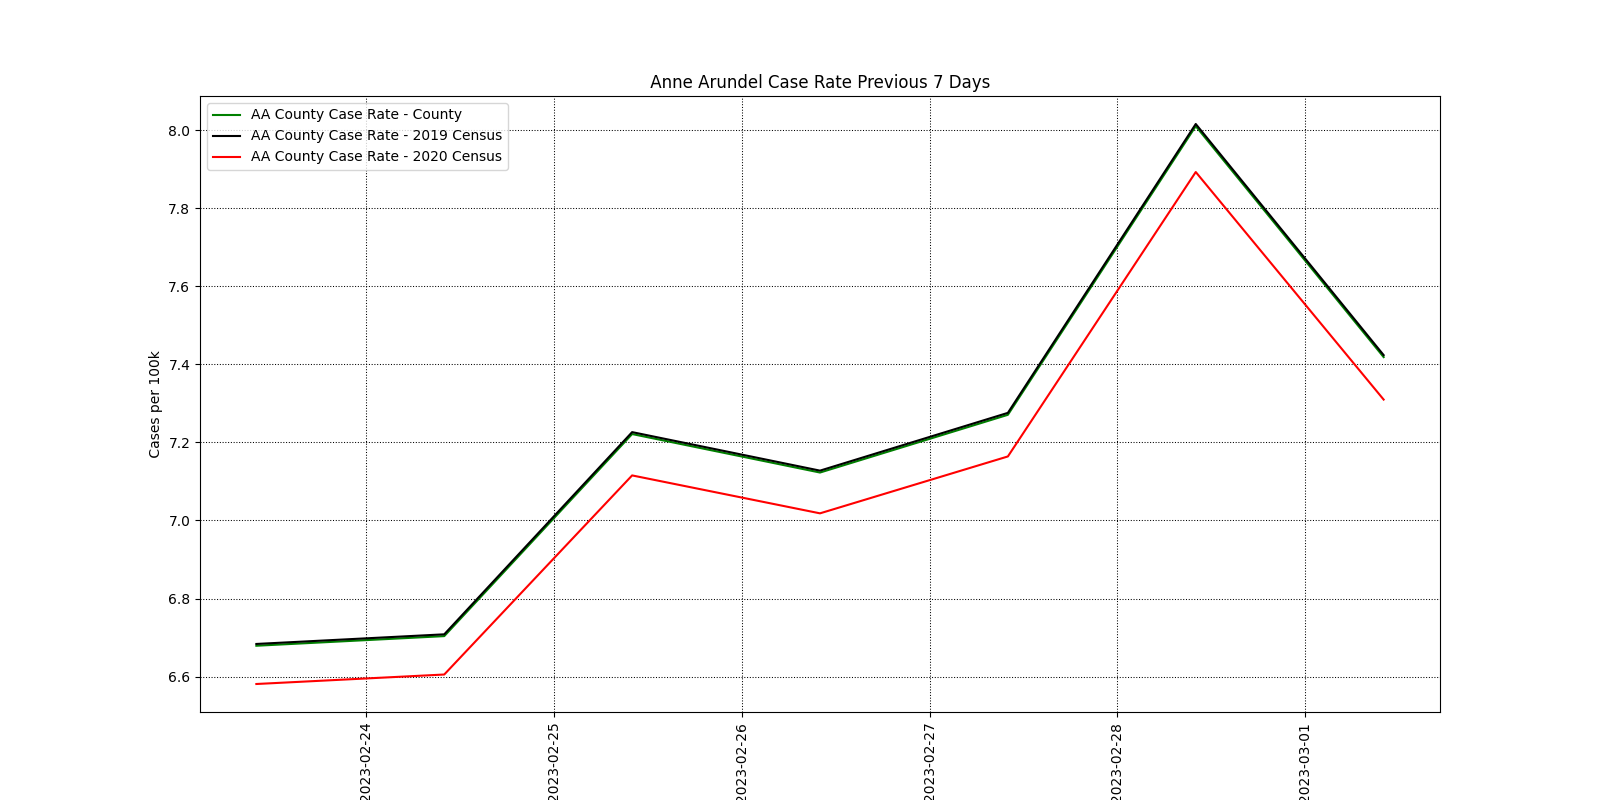 Anne Arundel Case Rate Previous 7 Days
AA County Case Rate - County
AA County Case Rate - 2019 Census
AA County Case Rate - 2020 Census
8.0
7.8
7.6
7.4
7.2
7.0
6.8
6.6
Cases per 100k
2023-02-24
2023-02-25
2023-02-26
2023-02-27
2023-02-28
2023-03-01